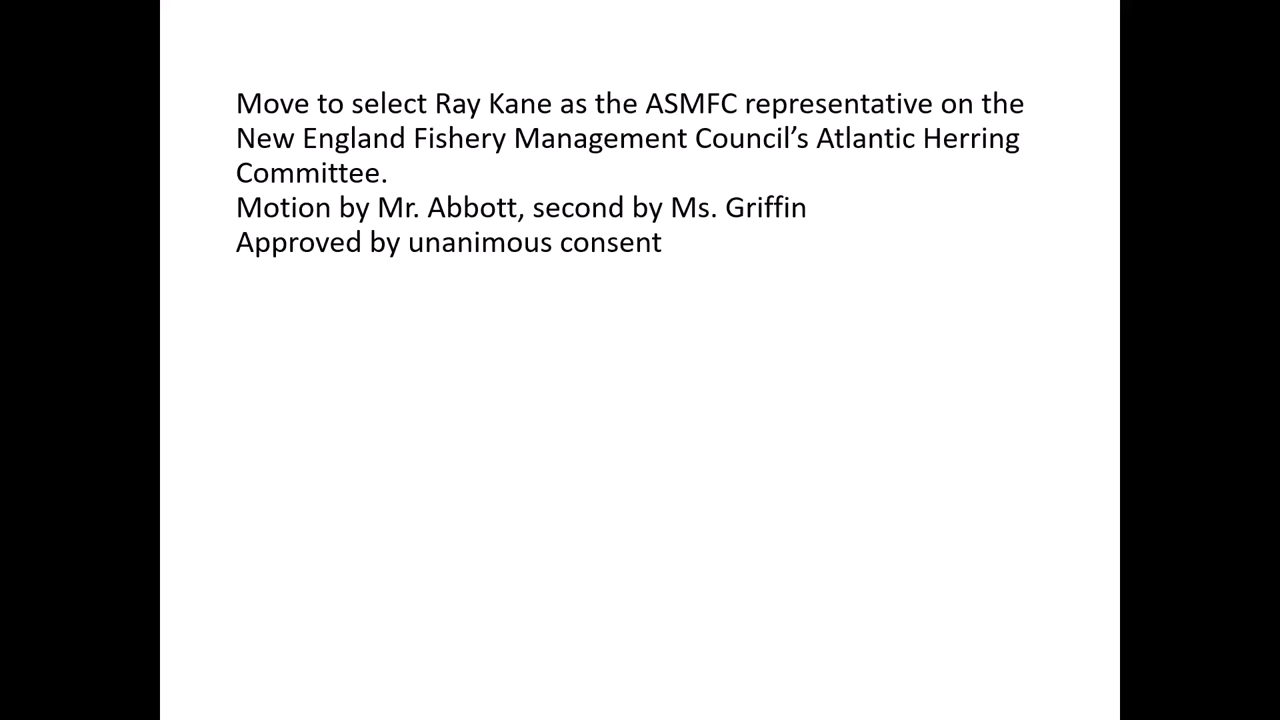 Move to select Ray Kane as the ASMFC representative on the
New England Fishery Management Council’s Atlantic Herring
Committee.
Motion by Mr. Abbott, second by Ms. Griffin
Approved by unanimous consent